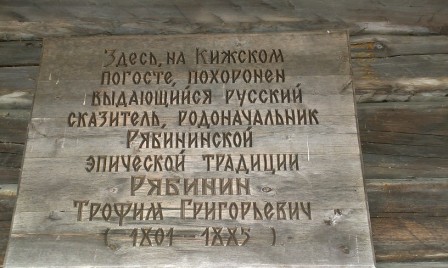 Здесь, на Кижском
погосте, похоронен
выдающийся русский
сказитель, родоначальник
Рябининской
эпической традиции
Рябинин
Трофим Григорьевич
( 1801-1885 )